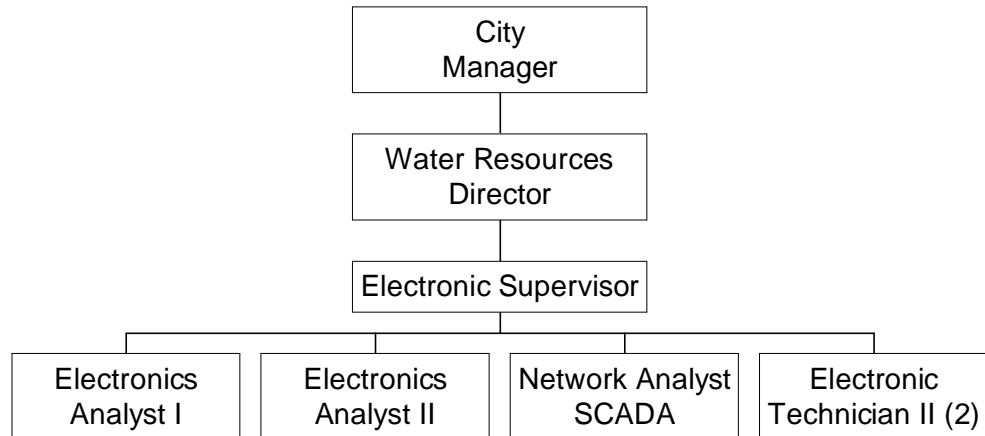 City
Manager
Water Resources
Director
Electronic Supervisor
Electronics
Analyst I
Electronics
Analyst II
Network Analyst
SCADA
Electronic
Technician II (2)